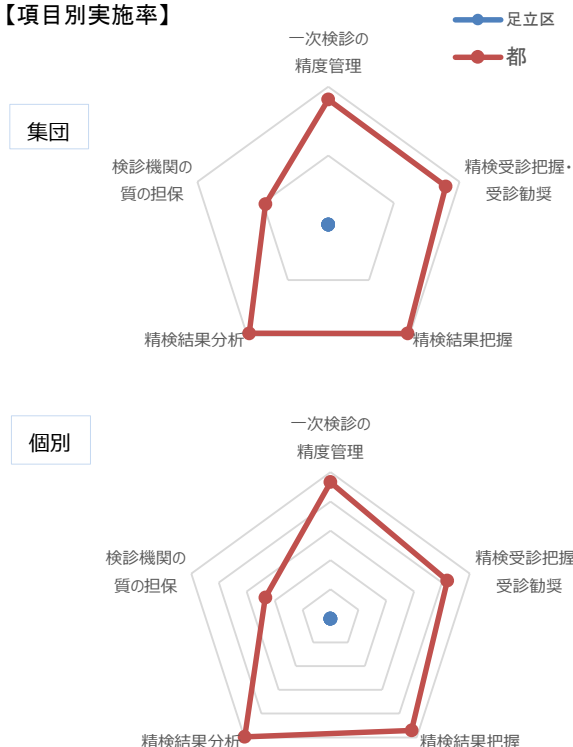 【項目別実施率】
足立区
都
集団
一次検診の
精度管理
精検受診把握・
受診勧奨
精検結果把握
精検結果分析
検診機関の
質の担保
個別
一次検診の
精度管理
精検受診把握
受診勧奨
精検結果把握
精検結果分析
検診機関の
質の担保